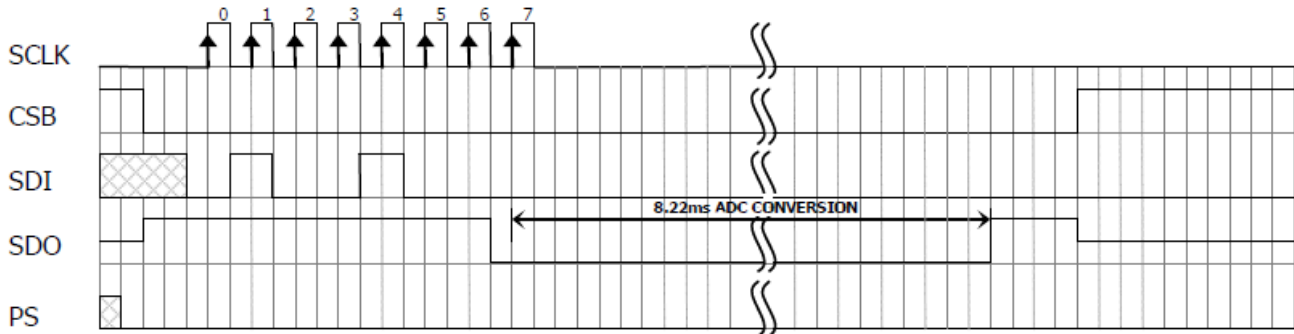 0 1 2 3 4 5 6 7
SCLK
CSB
SDI
8.22ms ADC CONVERSION
SDO
PS